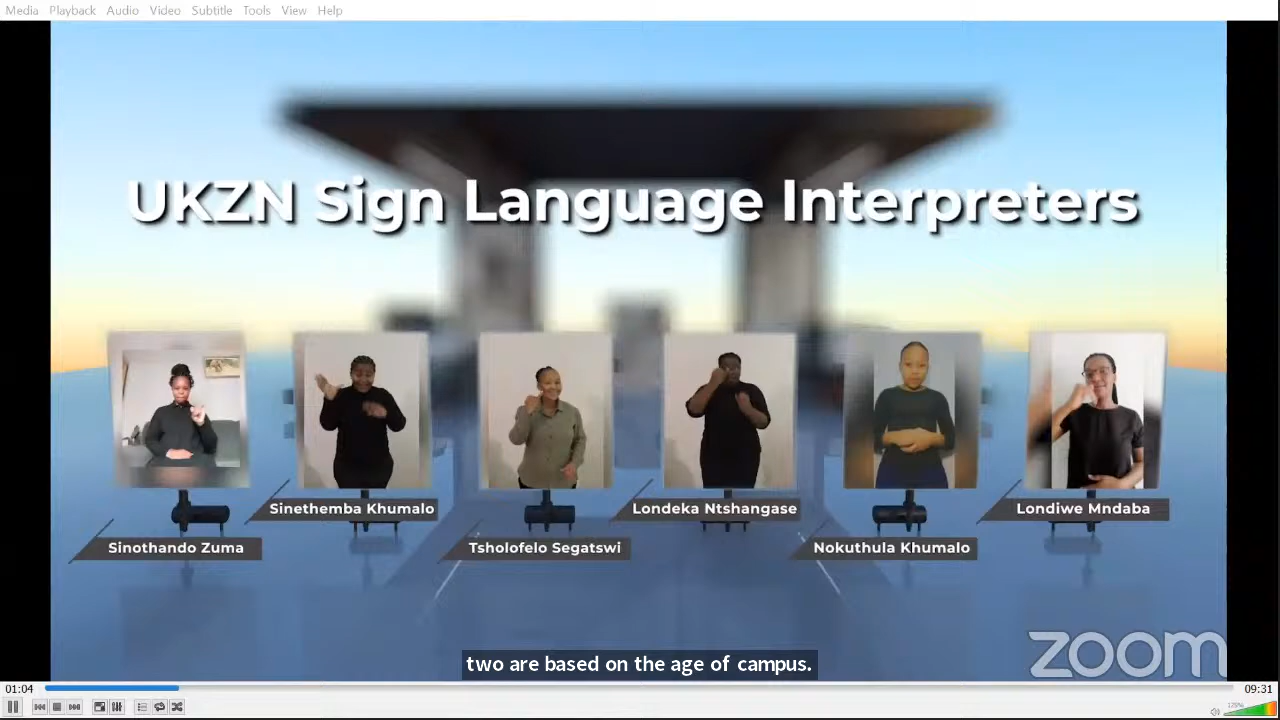 Media Playback Audio Video Subtitle Tools View Help
UKZN Sign Language Interpreters
Sinethemba Khumalo
Londeka Ntshangase
Londiwe Mndaba
Sinothando Zuma
Tsholofelo Segatswi
Nokuthula Khumalo
zoom
two are based on the age of campus.
01:04
09:31